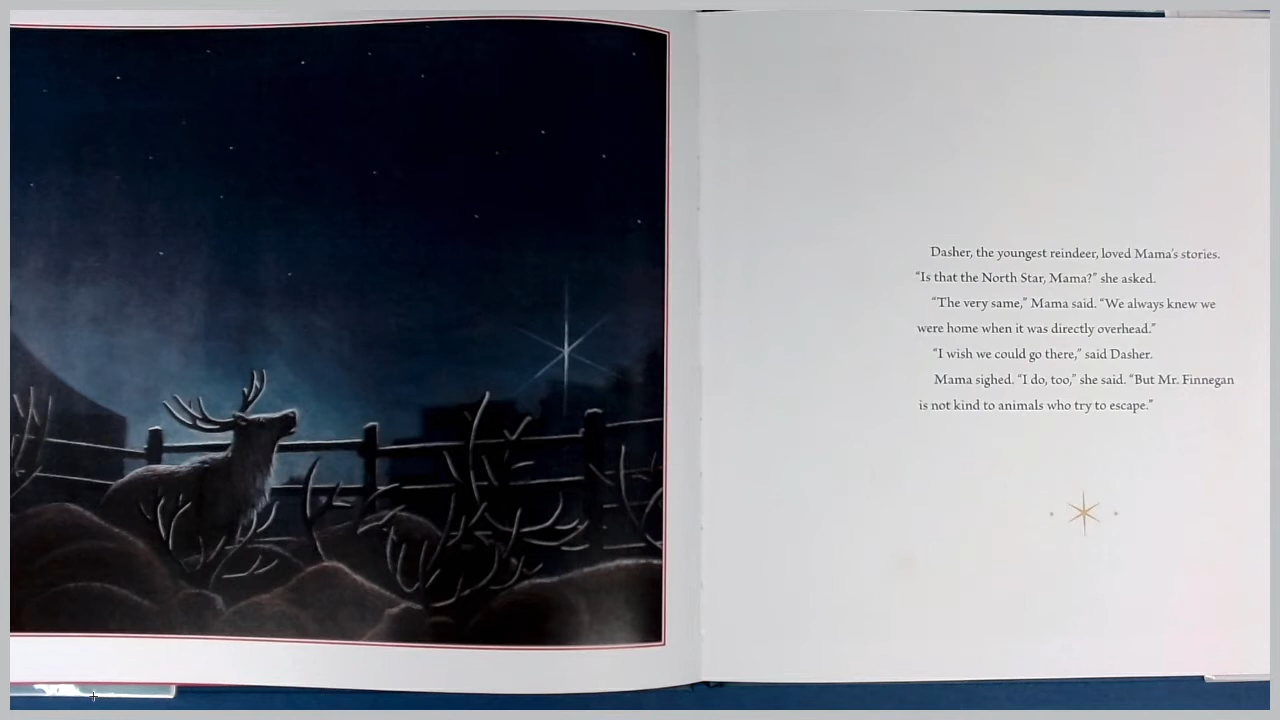 Dasher, the youngest reindeer, loved Mama's stories.
“Is that the North Star, Mama?” she asked.
“The very same,” Mama said. “We always knew we
were home when it was directly overhead.”
“I wish we could go there,” said Dasher.
Mama sighed. “I do, too,” she said. “But Mr. Finnegan
is not kind to animals who try to escape.”